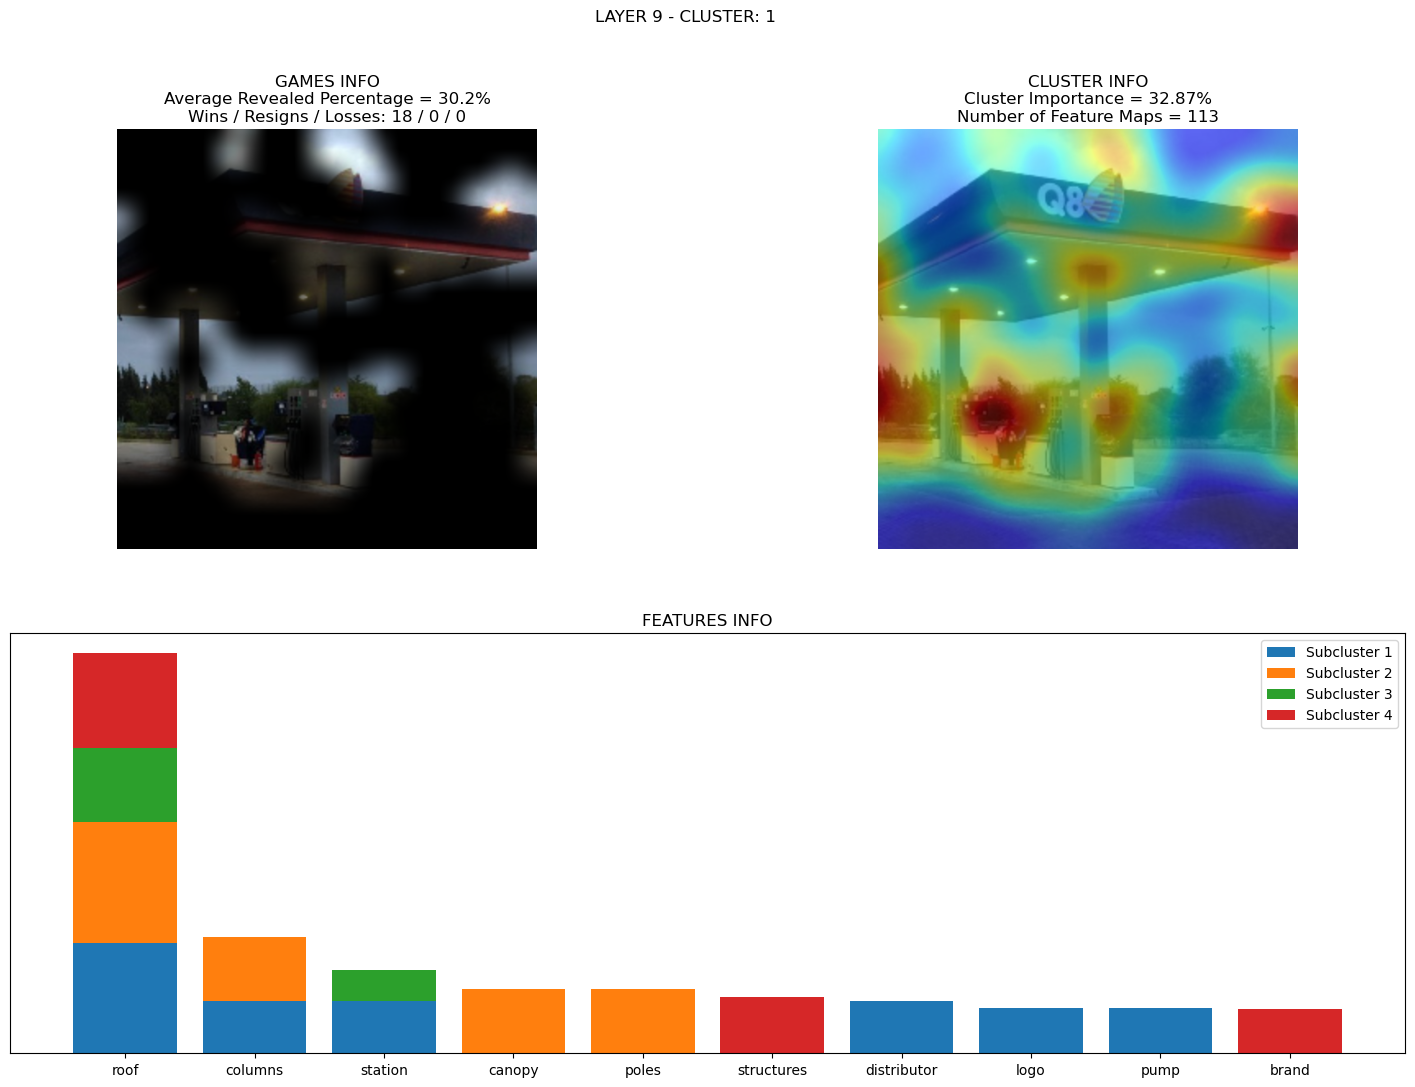 LAYER 9 - CLUSTER: 1
GAMES INFO
Average Revealed Percentage = 30.2%
Wins / Resigns / Losses: 18 / 0 / 0
CLUSTER INFO
Cluster Importance = 32.87%
Number of Feature Maps = 113
Q8
FEATURES INFO
Subcluster 1
Subcluster 2
Subcluster 3
Subcluster 4
roof columns station canopy poles structures distributor logo pump brand